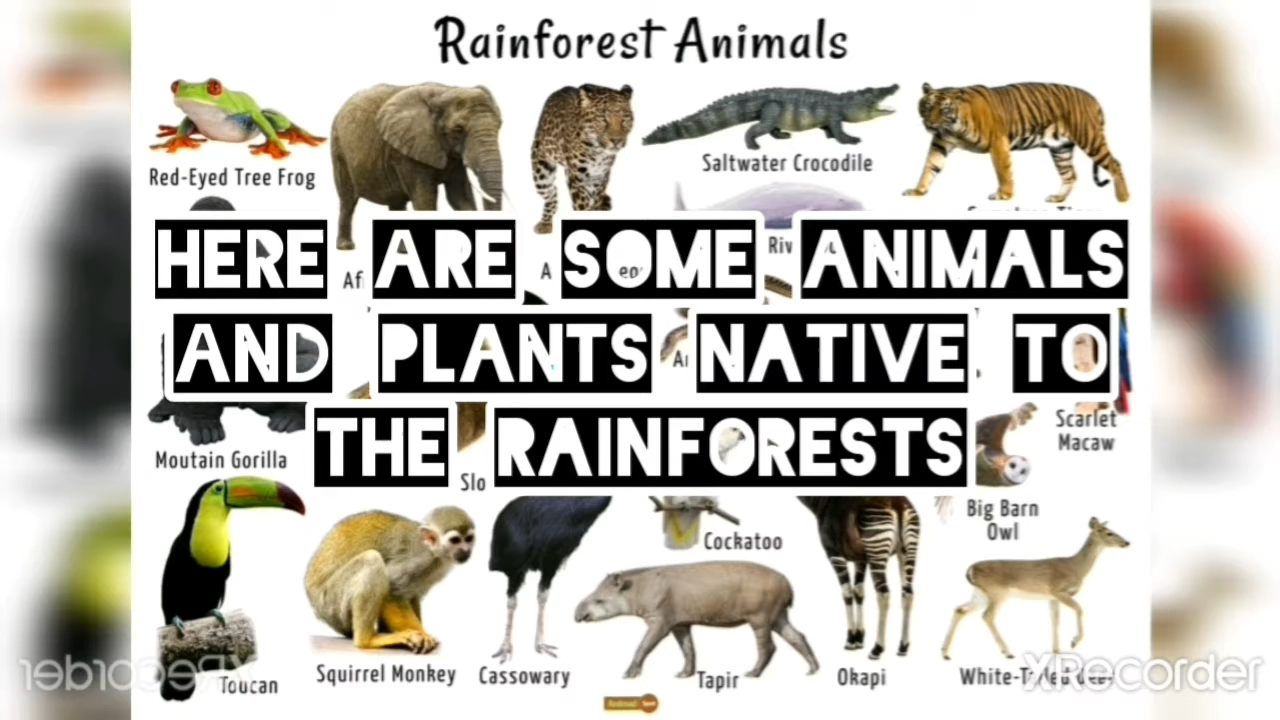 Rainforest Animals
Red-Eyed Tree Frog
Saltwater Crocodile
HERE ARE SOME ANIMALS
AND PLANTS NATIVE TO
THE RAINFORESTS
Scarlet
Macaw
Moutain Gorilla
Big Barn
Owl
Cockatoo
Toucan
Squirrel Monkey
Cassowary
Tapir
Okapi
XRecorder